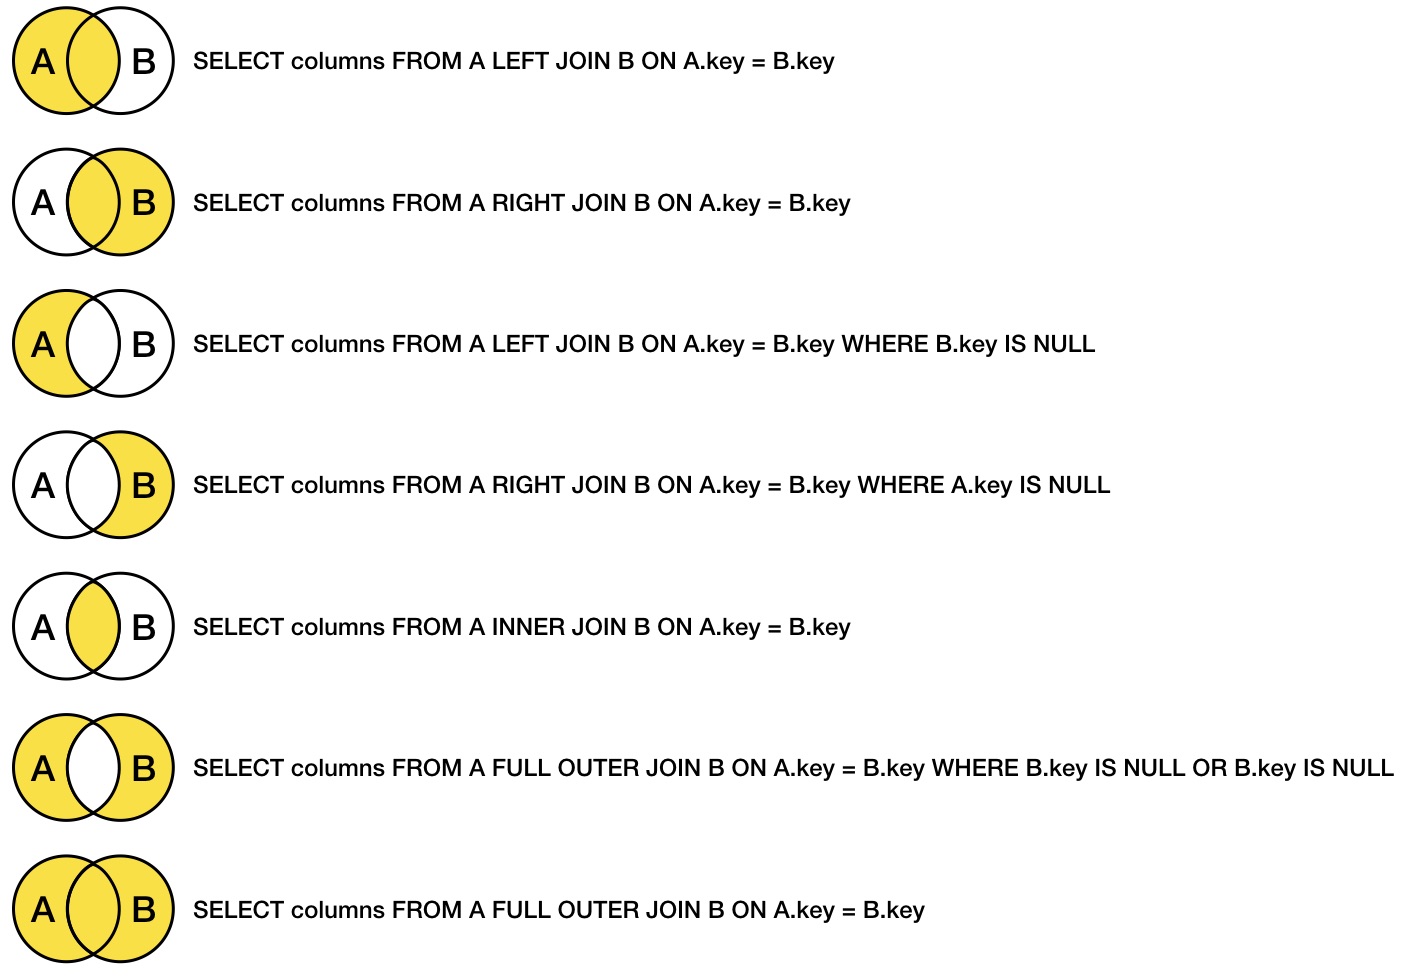 A B SELECT columns FROM A LEFT JOIN B ON A.key = B.key
A B SELECT columns FROM A RIGHT JOIN B ON A.key = B.key
A B SELECT columns FROM A LEFT JOIN B ON A.key = B.key WHERE B.key IS NULL
A B SELECT columns FROM A RIGHT JOIN B ON A.key = B.key WHERE A.key IS NULL
A B SELECT columns FROM A INNER JOIN B ON A.key = B.key
A B SELECT columns FROM A FULL OUTER JOIN B ON A.key = B.key WHERE B.key IS NULL OR B.key IS NULL
A B SELECT columns FROM A FULL OUTER JOIN B ON A.key = B.key